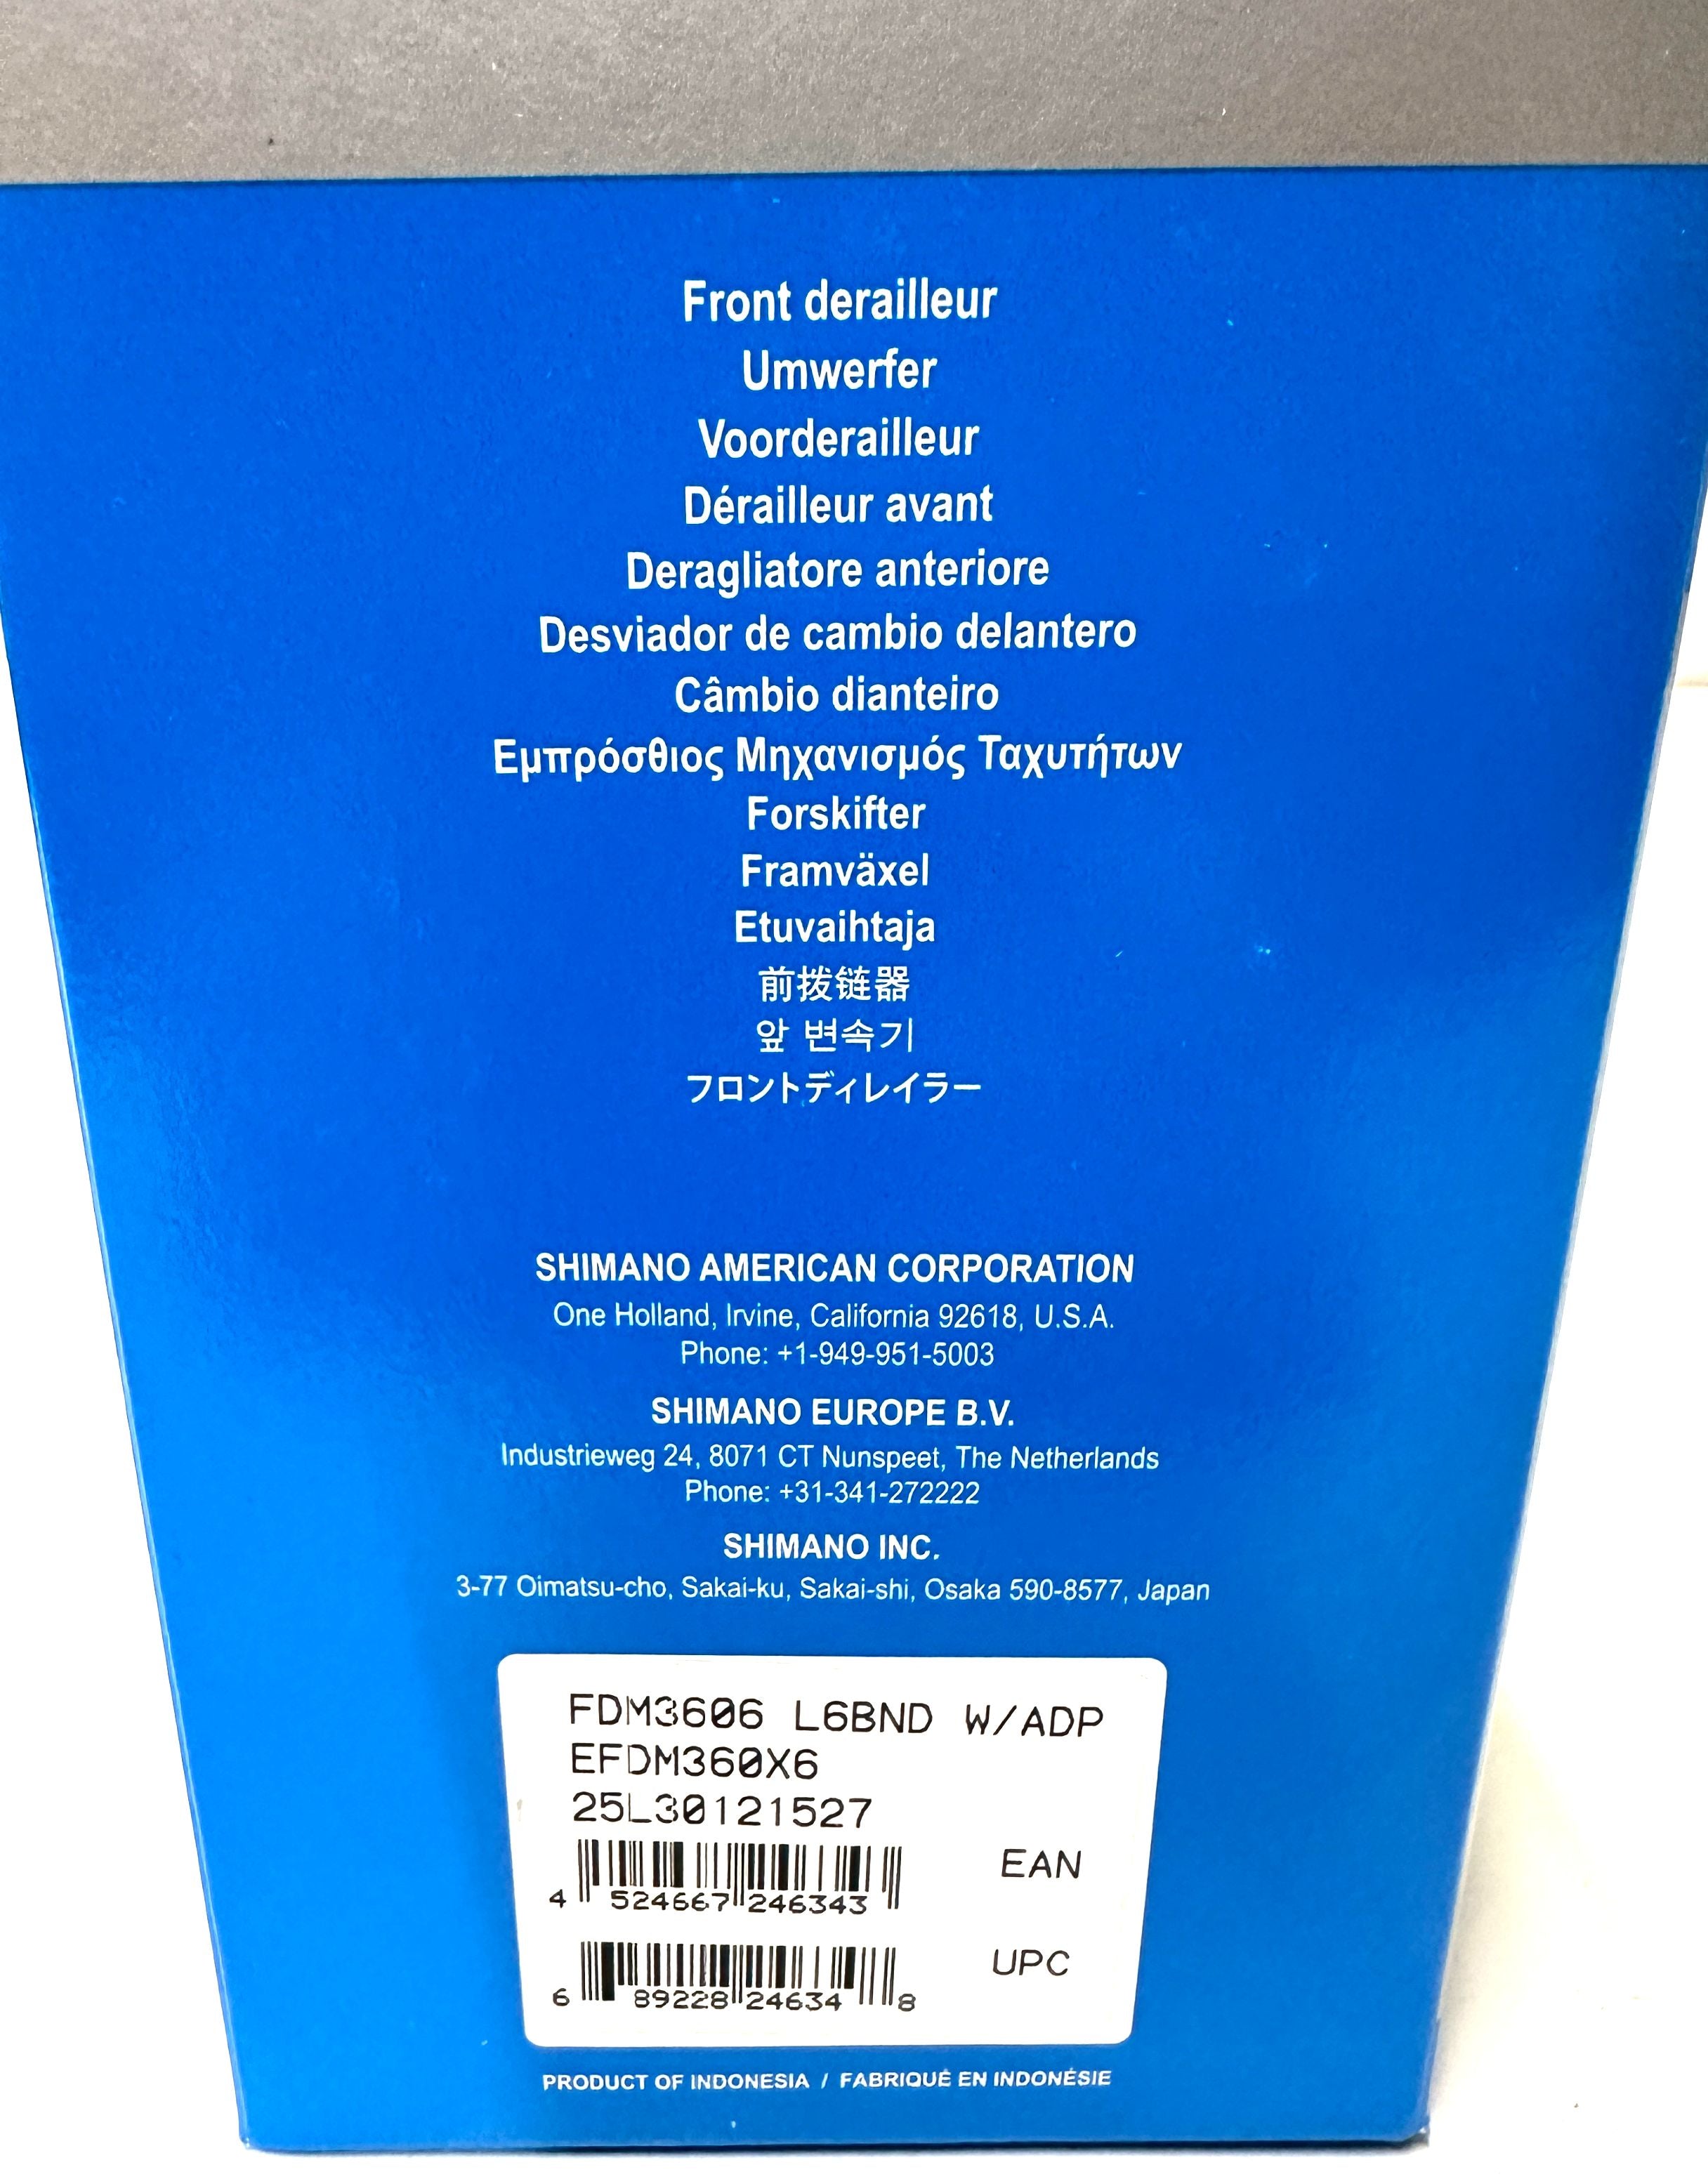 Front derailleur
Umwerfer
Voorderailleur
Dérailleur avant
Deragliatore anteriore
Desviador de cambio delantero
Câmbio dianteiro
Εμπρόσθιος Μηχανισμός Ταχυτήτων
Forskifter
Framväxel
Etuvaihtaja
前拨链器
앞 변속기
フロントディレイラー
SHIMANO AMERICAN CORPORATION
One Holland, Irvine, California 92618, U.S.A.
Phone: +1-949-951-5003
SHIMANO EUROPE B.V.
Industrieweg 24, 8071 CT Nunspeet, The Netherlands
Phone: +31-341-272222
SHIMANO INC.
3-77 Oimatsu-cho, Sakai-ku, Sakai-shi, Osaka 590-8577, Japan
FDM3606 L6BND W/ADP
EFDM360X6
25L30121527
EAN
4 524667 246343
UPC
6 89228 24634 8
PRODUCT OF INDONESIA / FABRIQUÉ EN INDONÉSIE